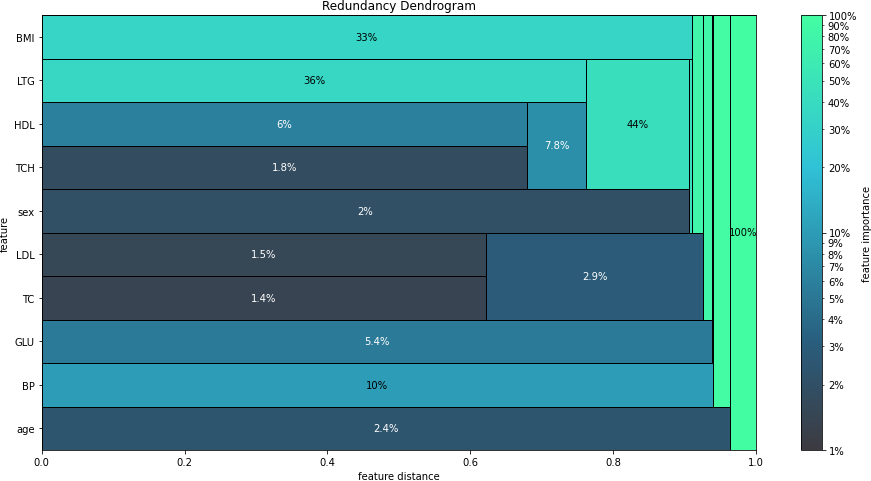 Redundancy Dendrogram
feature
BMI
LTG
HDL
TCH
sex
LDL
TC
GLU
BP
age
33%
36%
6%
7.8%
44%
1.8%
2%
100%
1.5%
2.9%
1.4%
5.4%
10%
2.4%
0.0 0.2 0.4 0.6 0.8 1.0
feature distance
100%
90%
80%
70%
60%
50%
40%
30%
20%
10%
9%
8%
7%
6%
5%
4%
3%
2%
1%
feature importance